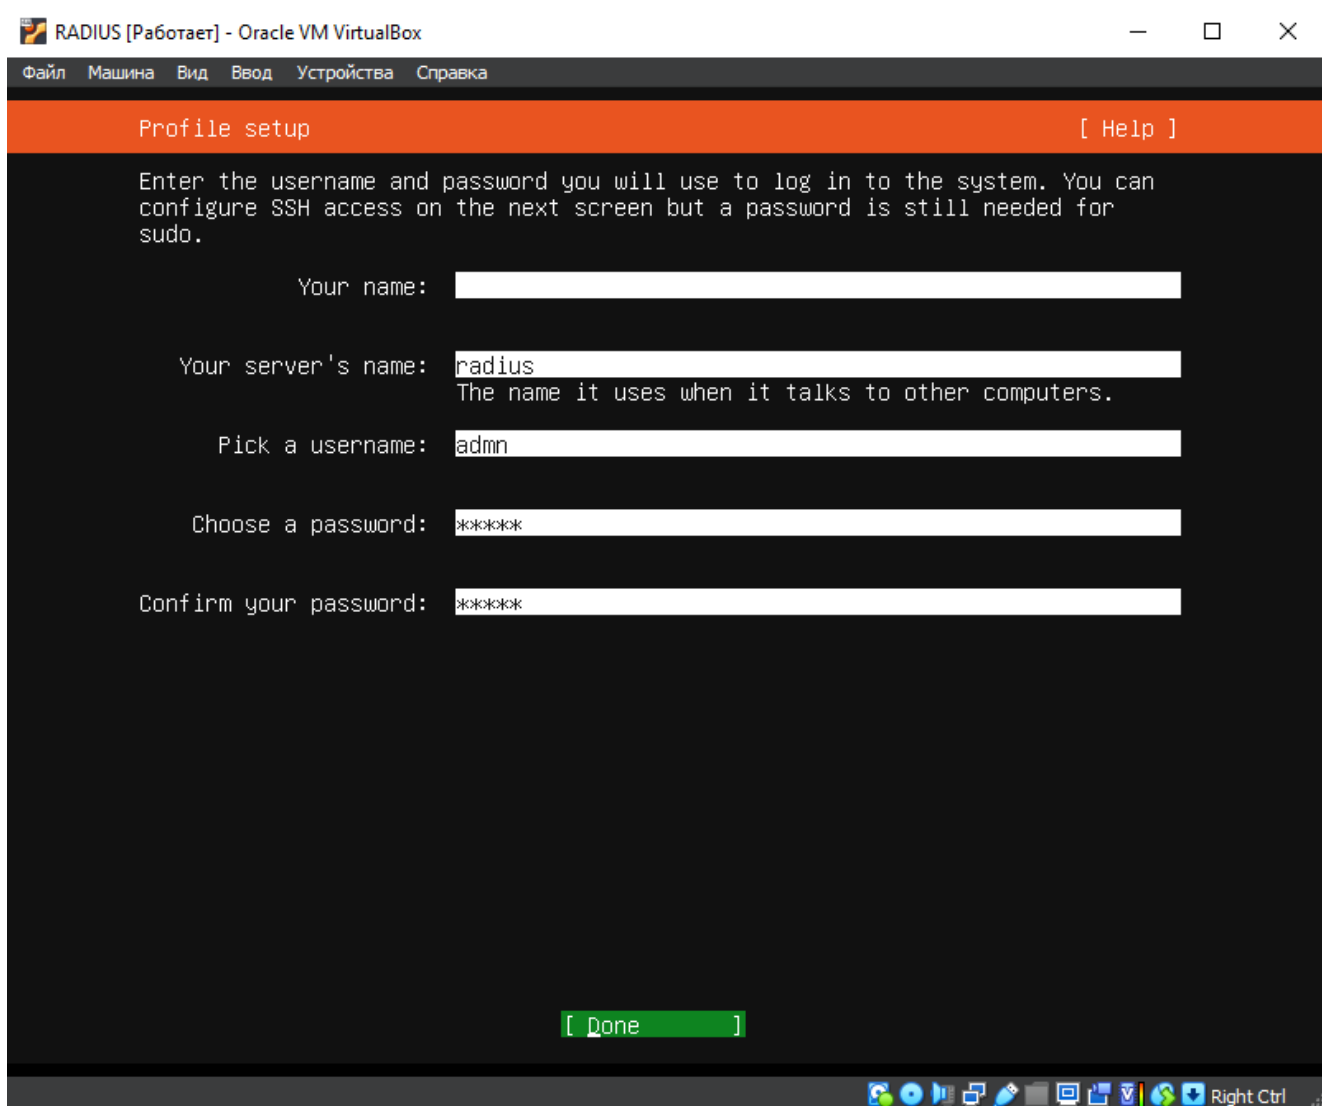 RADIUS [Работает] - Oracle VM VirtualBox
Файл Машина Вид Ввод Устройства Справка
Profile setup [ Help ]
Enter the username and password you will use to log in to the system. You can
configure SSH access on the next screen but a password is still needed for
sudo.
Your name:
Your server's name: radius
The name it uses when it talks to other computers.
Pick a username: admn
Choose a password: *****
Confirm your password: *****
[ Done ]
Right Ctrl